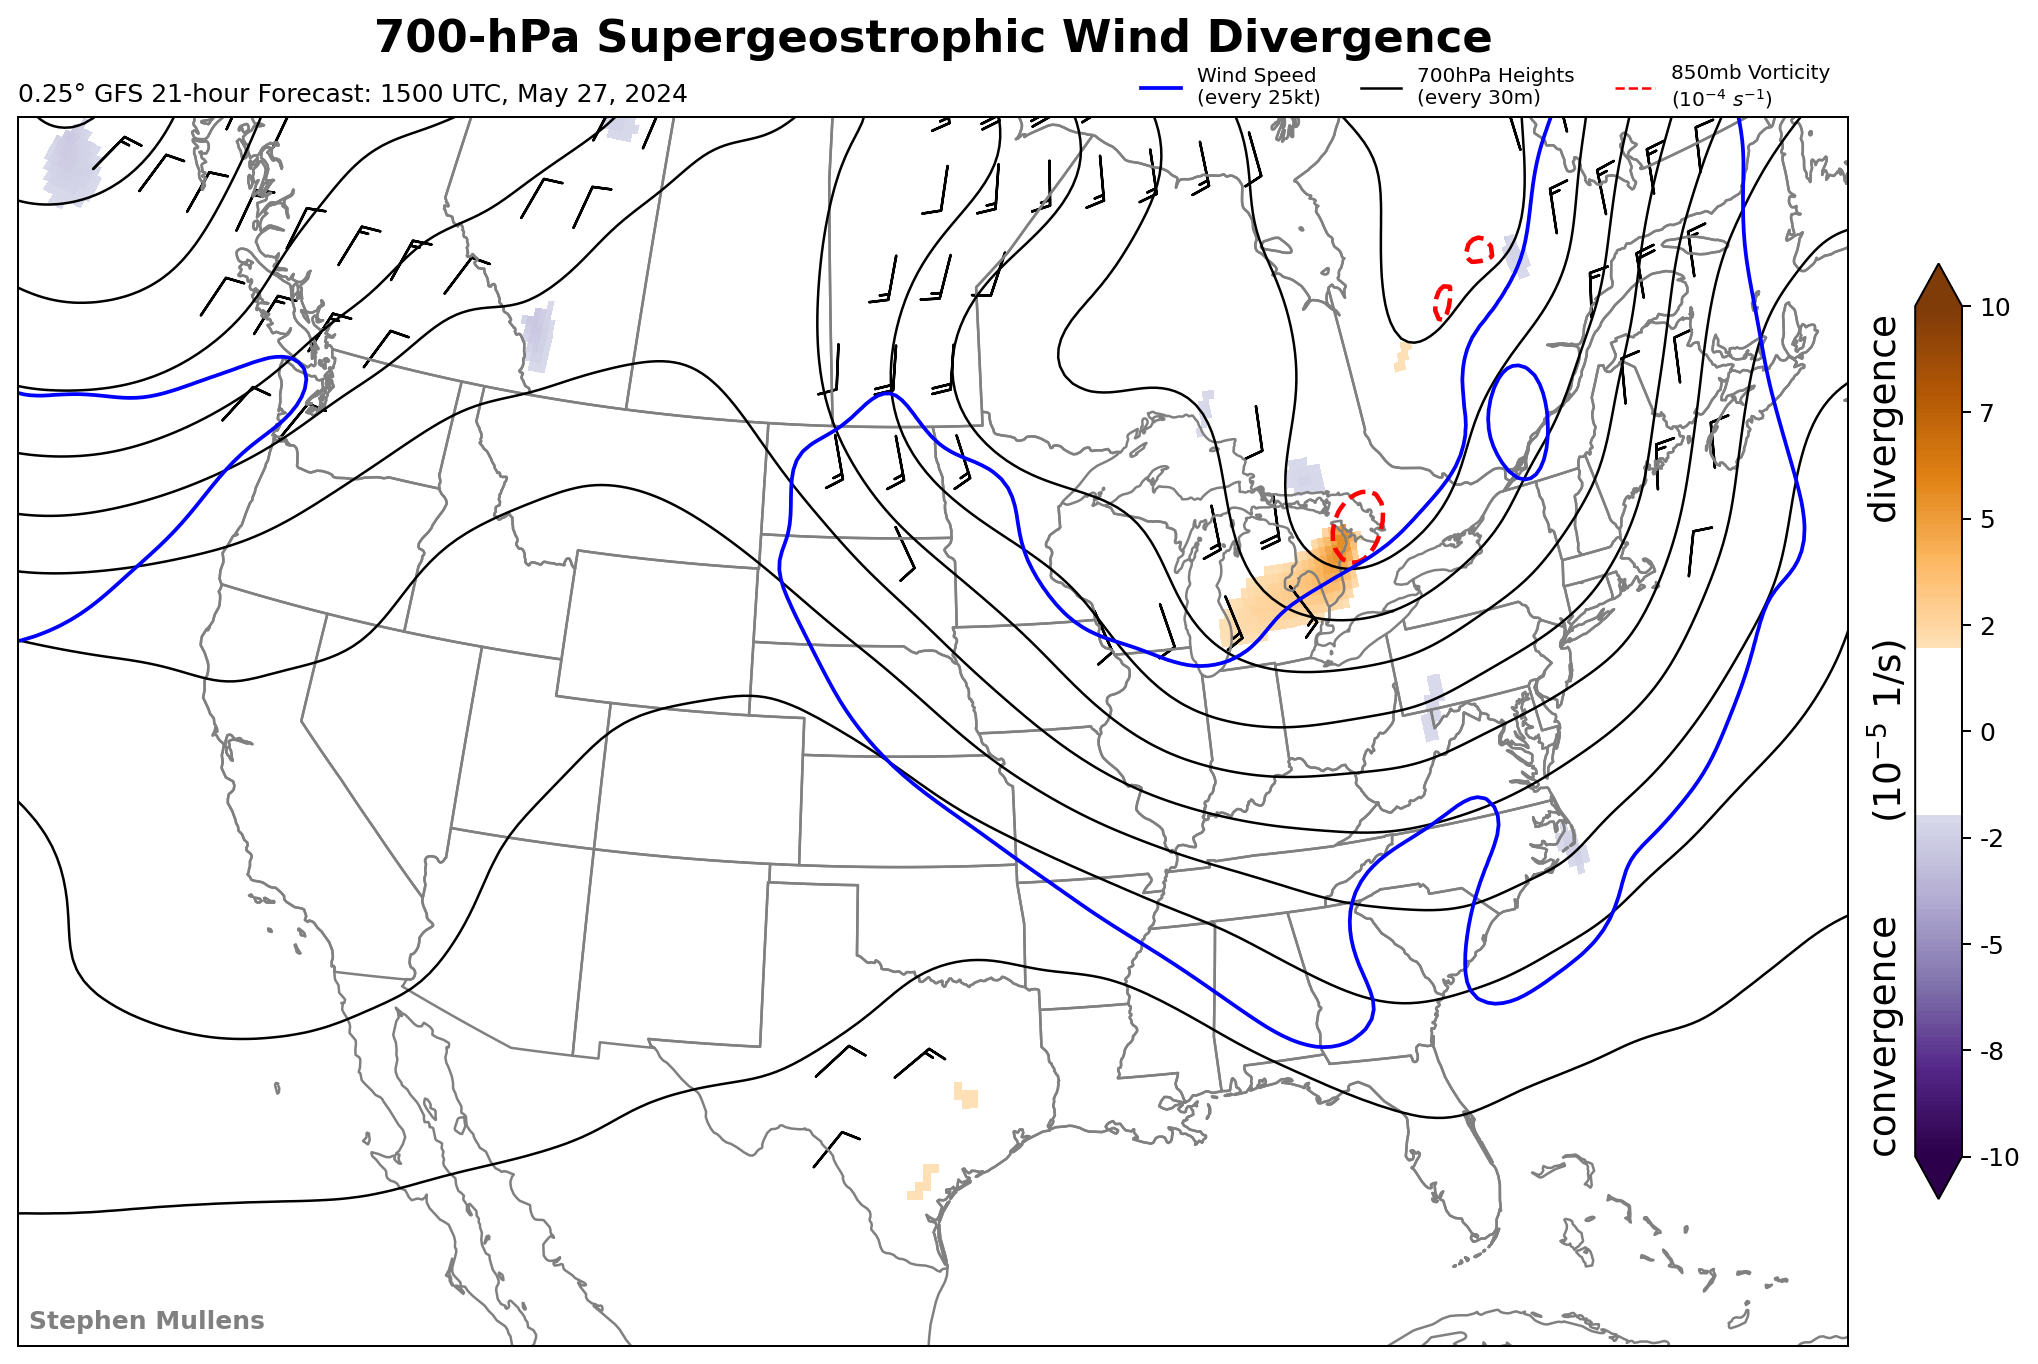 700-hPa Supergeostrophic Wind Divergence
0.25° GFS 21-hour Forecast: 1500 UTC, May 27, 2024
Wind Speed
(every 25kt)
700hPa Heights
(every 30m)
850mb Vorticity
(10⁻⁴ s⁻¹)
10
7
5
2
0
-2
-5
-8
-10
convergence (10⁻⁵ 1/s) divergence
Stephen Mullens